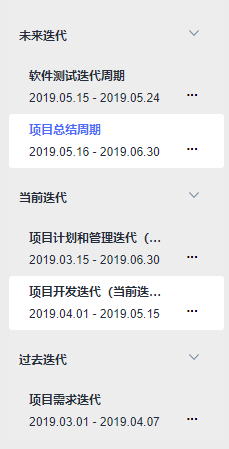 未来迭代
软件测试迭代周期
2019.05.15 - 2019.05.24 ...
项目总结周期
2019.05.16 - 2019.06.30 ...
当前迭代
项目计划和管理迭代（...
2019.03.15 - 2019.06.30 ...
项目开发迭代（当前迭...
2019.04.01 - 2019.05.15 ...
过去迭代
项目需求迭代
2019.03.01 - 2019.04.07 ...